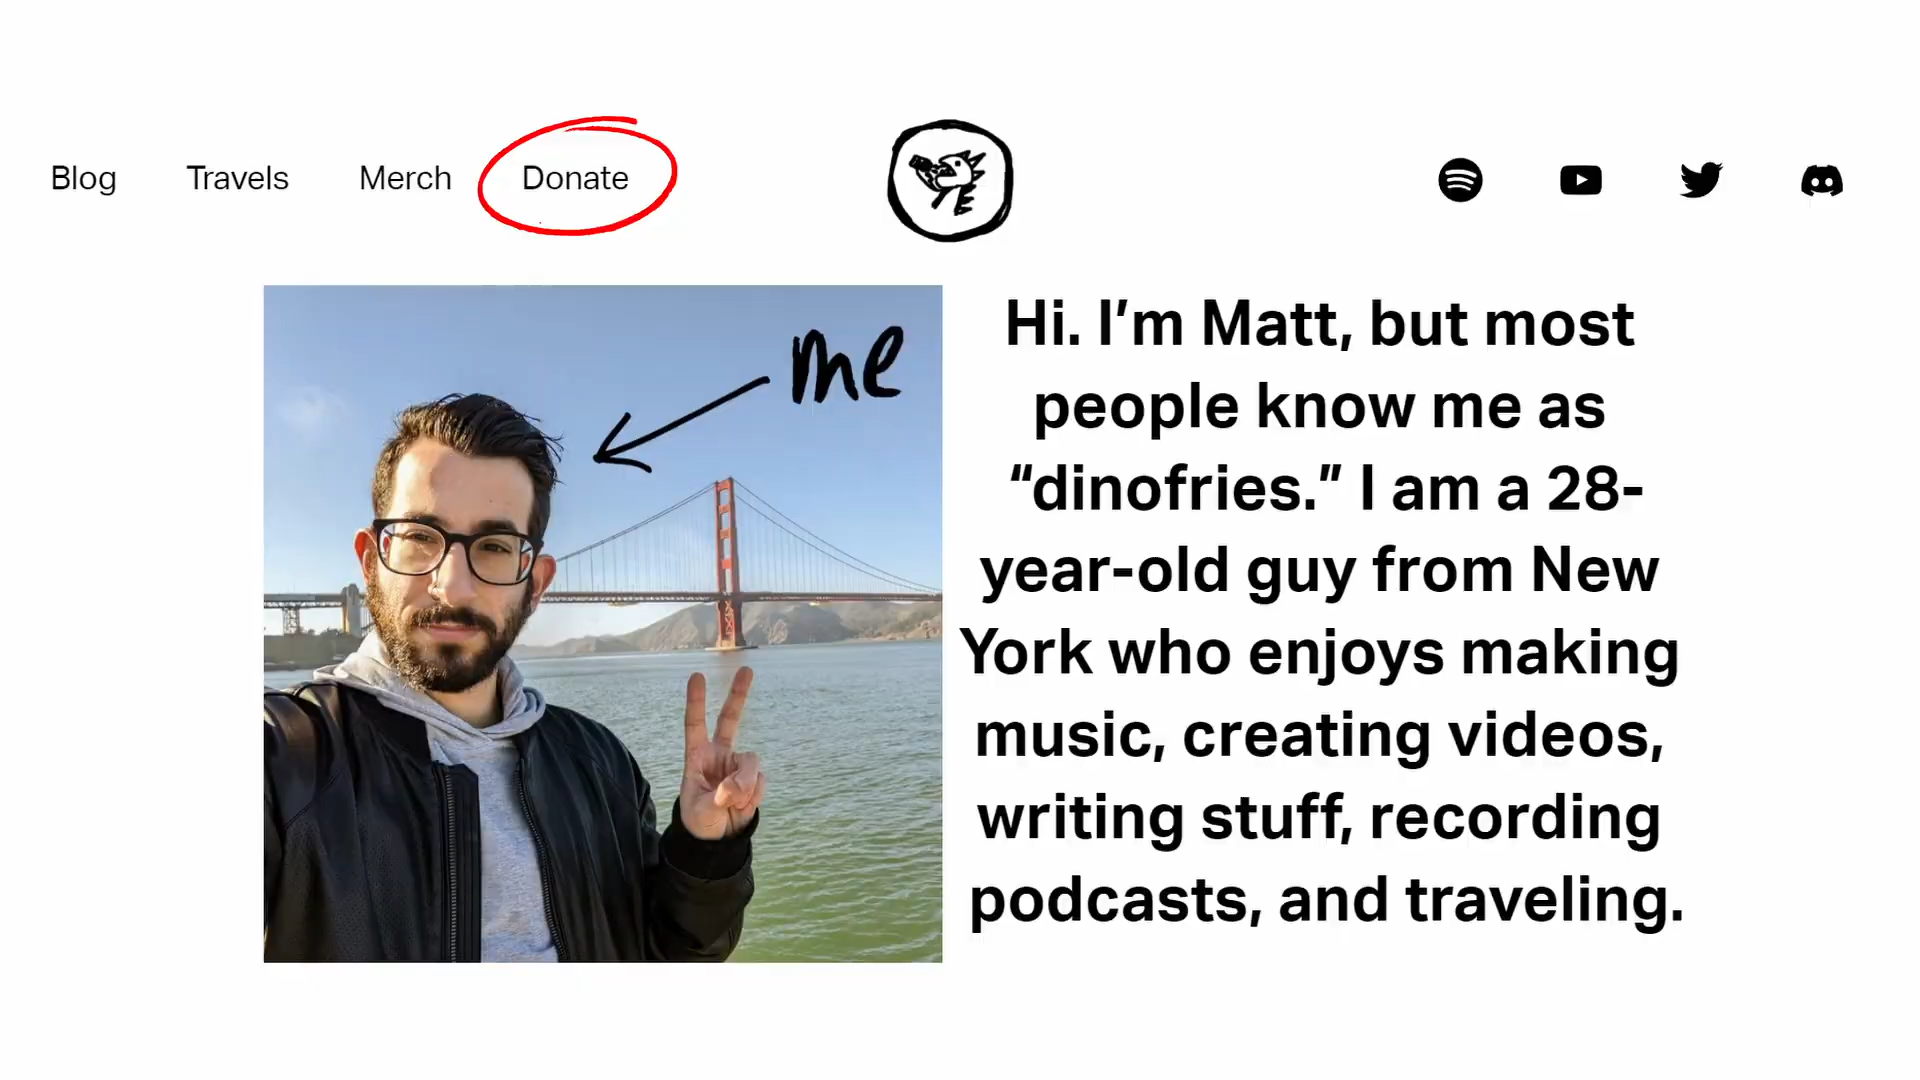 Blog
Travels
Merch
Donate
me
Hi. I’m Matt, but most
people know me as
“dinofries.” I am a 28-
year-old guy from New
York who enjoys making
music, creating videos,
writing stuff, recording
podcasts, and traveling.